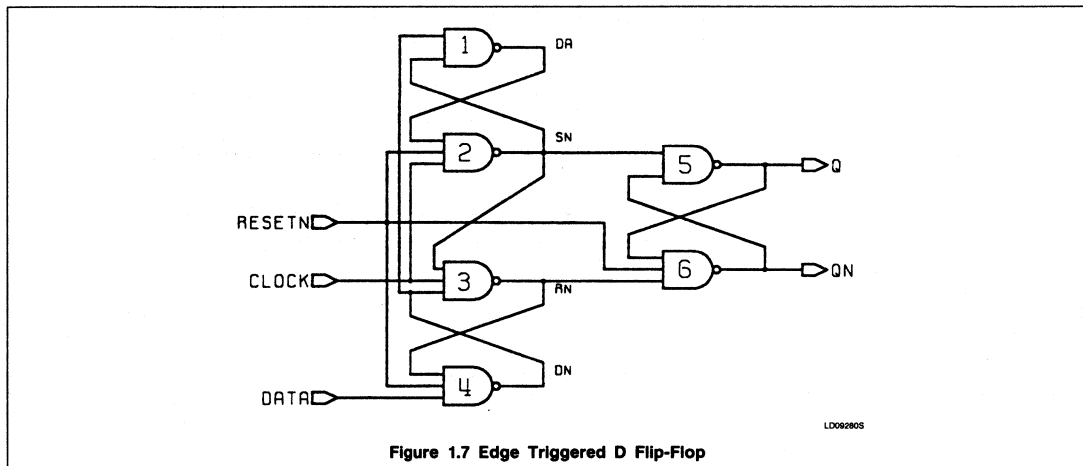 1
DA
SN
2
5
Q
RESETN
CLOCK
3
RN
6
QN
4
DN
DATA
LD09280S
Figure 1.7 Edge Triggered D Flip-Flop